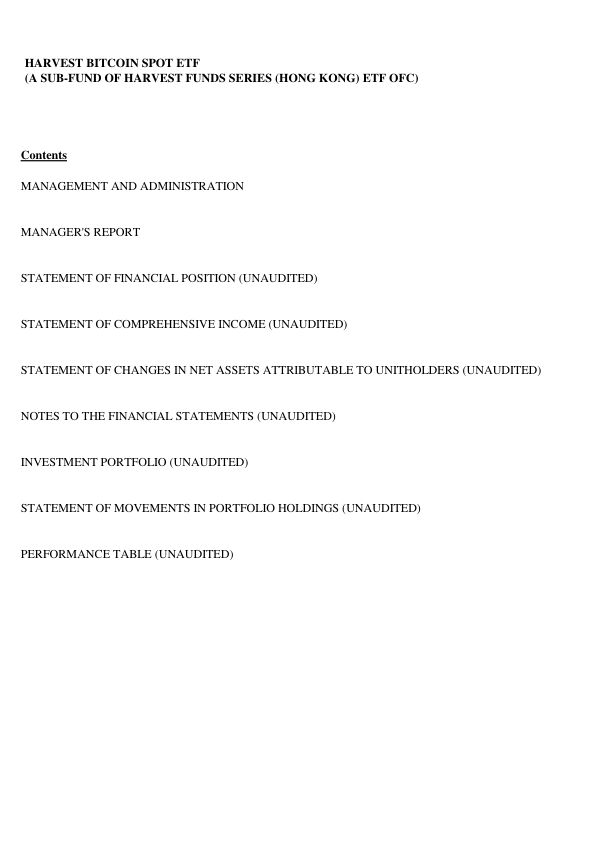 HARVEST BITCOIN SPOT ETF
(A SUB-FUND OF HARVEST FUNDS SERIES (HONG KONG) ETF OFC)
Contents
MANAGEMENT AND ADMINISTRATION
MANAGER'S REPORT
STATEMENT OF FINANCIAL POSITION (UNAUDITED)
STATEMENT OF COMPREHENSIVE INCOME (UNAUDITED)
STATEMENT OF CHANGES IN NET ASSETS ATTRIBUTABLE TO UNITHOLDERS (UNAUDITED)
NOTES TO THE FINANCIAL STATEMENTS (UNAUDITED)
INVESTMENT PORTFOLIO (UNAUDITED)
STATEMENT OF MOVEMENTS IN PORTFOLIO HOLDINGS (UNAUDITED)
PERFORMANCE TABLE (UNAUDITED)